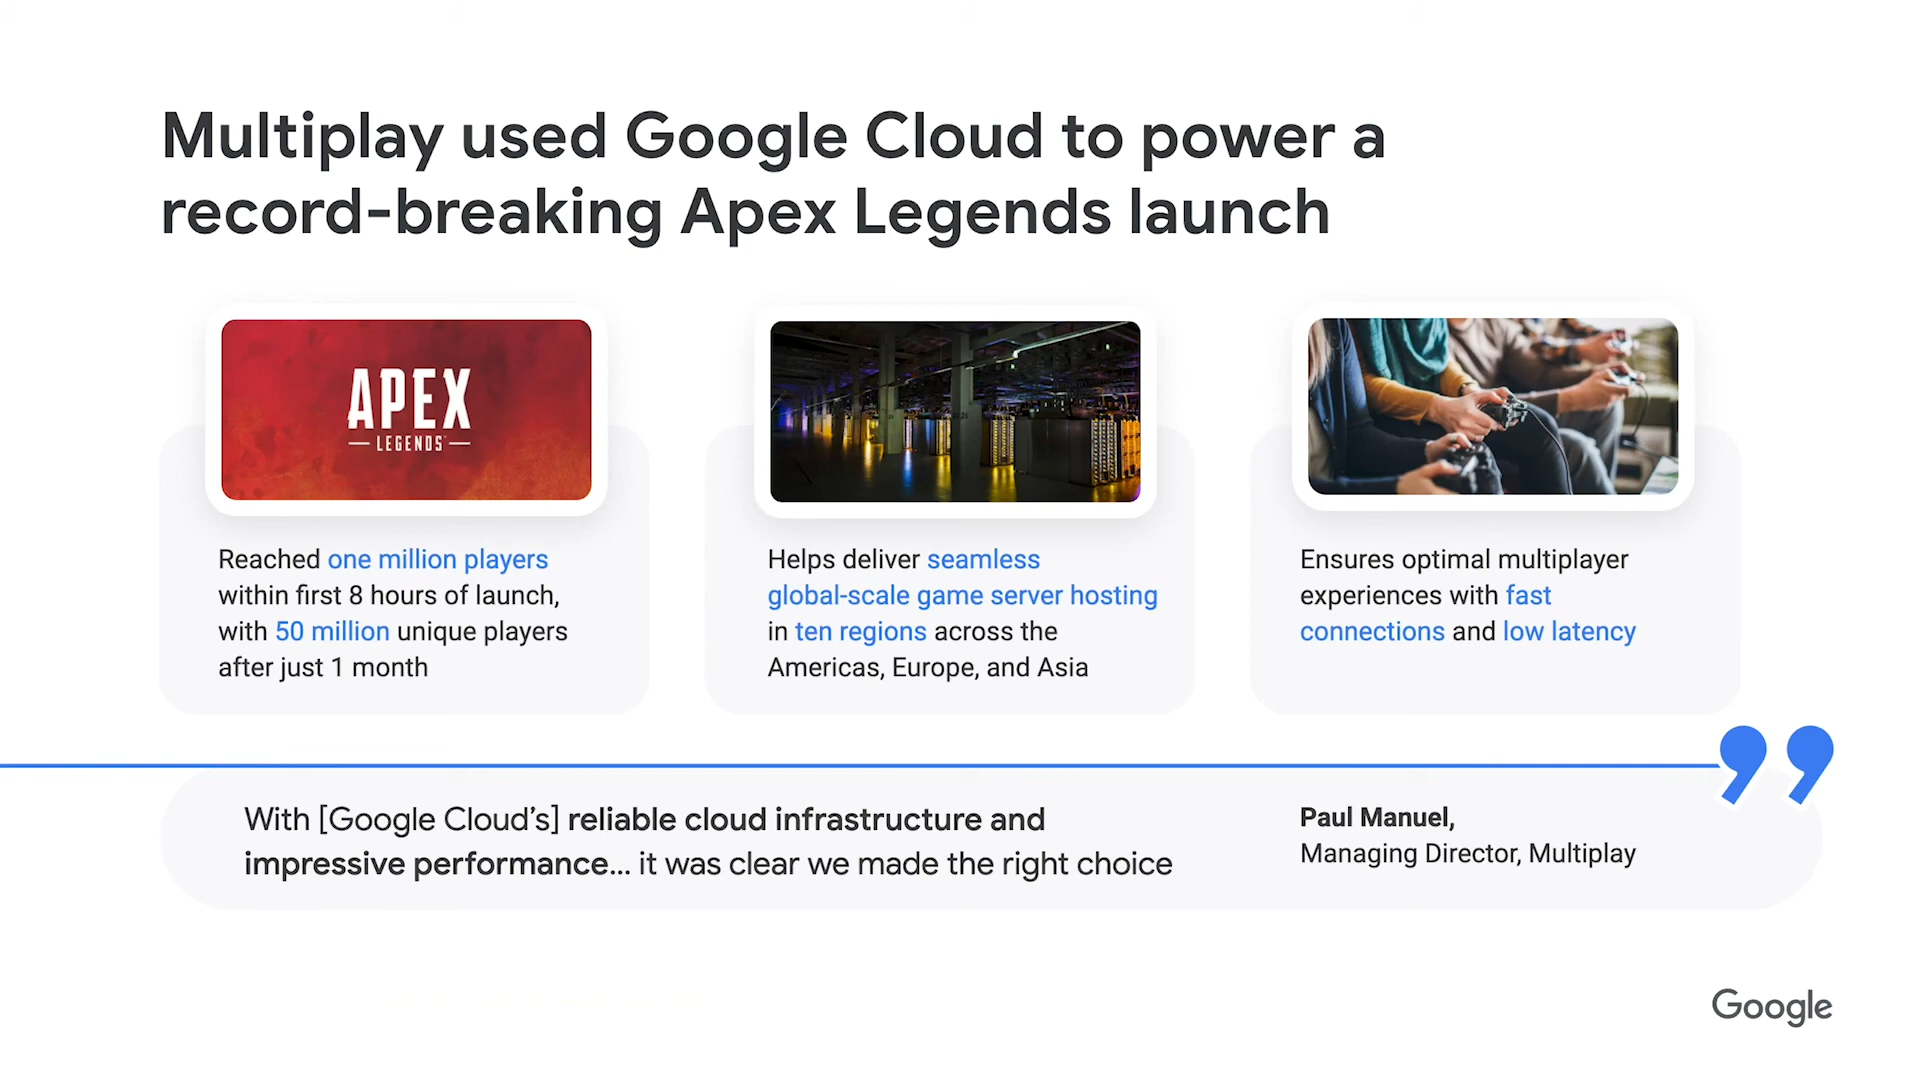 Multiplay used Google Cloud to power a
record-breaking Apex Legends launch
APEX
LEGENDS
Reached one million players
within first 8 hours of launch,
with 50 million unique players
after just 1 month
Helps deliver seamless
global-scale game server hosting
in ten regions across the
Americas, Europe, and Asia
Ensures optimal multiplayer
experiences with fast
connections and low latency
With [Google Cloud’s] reliable cloud infrastructure and
impressive performance... it was clear we made the right choice
Paul Manuel,
Managing Director, Multiplay
Google